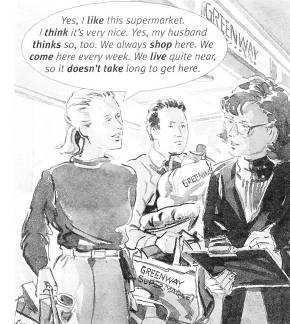 Yes, I like this supermarket.
I think it's very nice. Yes, my husband
thinks so, too. We always shop here. We
come here every week. We live quite near,
so it doesn't take long to get here.
GREENWAY
GREENWAY
GREENWAY
SUPERMARKET